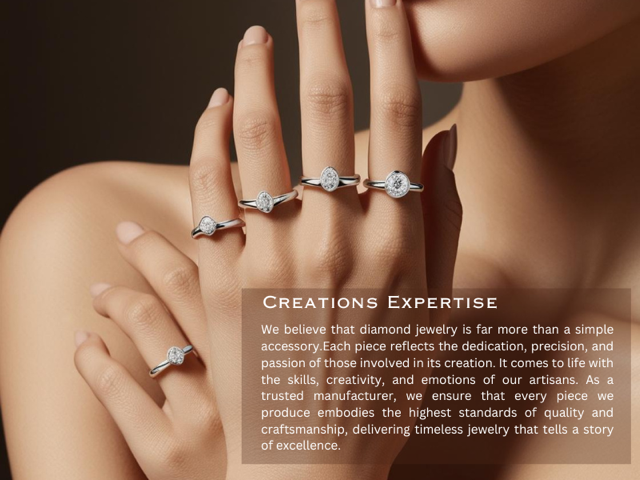 Creations Expertise
We believe that diamond jewelry is far more than a simple
accessory.Each piece reflects the dedication, precision, and
passion of those involved in its creation. It comes to life with
the skills, creativity, and emotions of our artisans. As a
trusted manufacturer, we ensure that every piece we
produce embodies the highest standards of quality and
craftsmanship, delivering timeless jewelry that tells a story
of excellence.